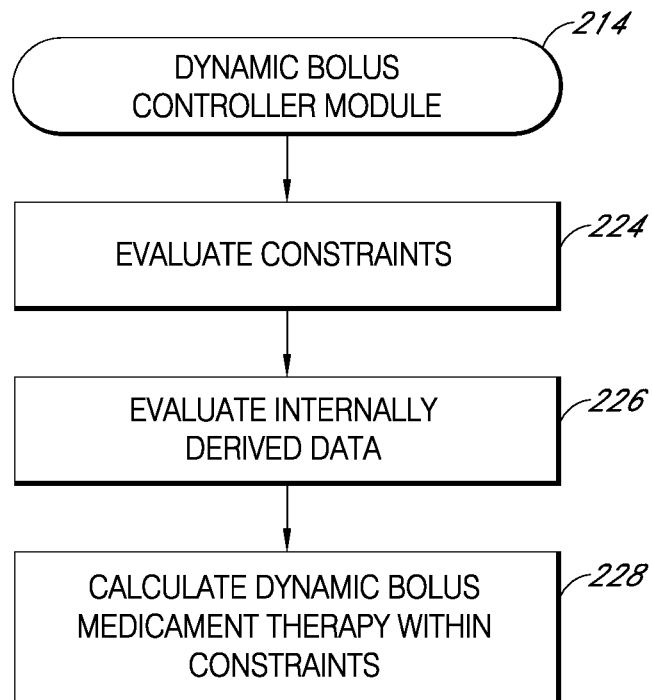 214
DYNAMIC BOLUS
CONTROLLER MODULE
224
EVALUATE CONSTRAINTS
226
EVALUATE INTERNALLY
DERIVED DATA
228
CALCULATE DYNAMIC BOLUS
MEDICAMENT THERAPY WITHIN
CONSTRAINTS